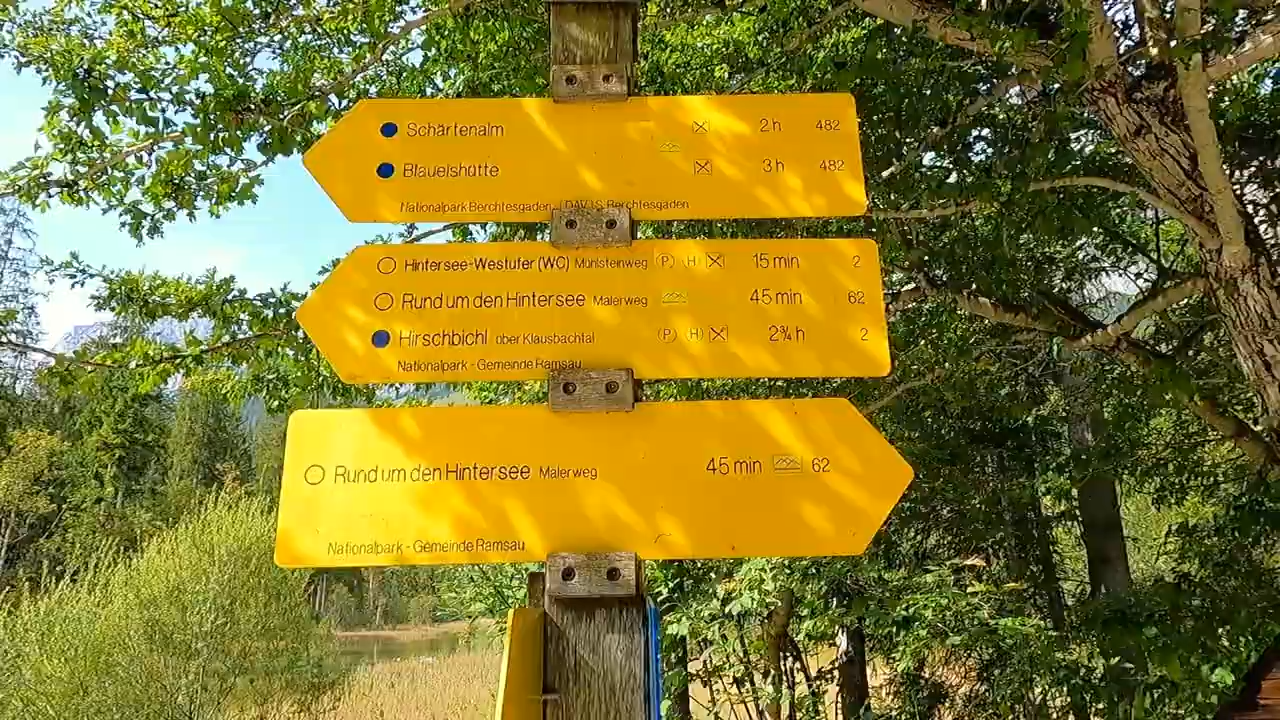 Schärtenalm 2h 482
Blaueishütte 3h 482
Nationalpark Berchtesgaden (DAV) S. Berchtesgaden
Hintersee-Westufer (WC) Mühlsteinweg (P) (H) 15 min 2
Rund um den Hintersee Malerweg 45 min 62
Hirschbichl über Klausbachtal (P) (H) 2¾ h 2
Nationalpark - Gemeinde Ramsau
Rund um den Hintersee Malerweg 45 min 62
Nationalpark - Gemeinde Ramsau